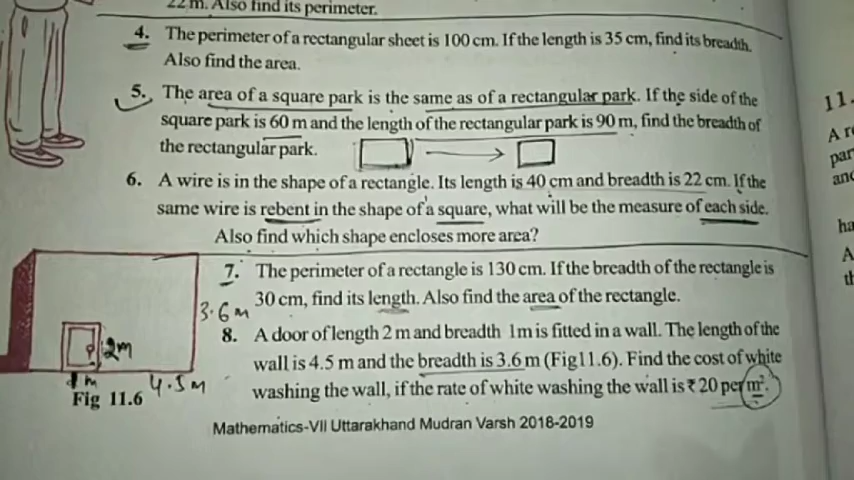 22 m. Also find its perimeter.
4. The perimeter of a rectangular sheet is 100 cm. If the length is 35 cm, find its breadth.
Also find the area.
5. The area of a square park is the same as of a rectangular park. If the side of the
square park is 60 m and the length of the rectangular park is 90 m, find the breadth of
the rectangular park.
6. A wire is in the shape of a rectangle. Its length is 40 cm and breadth is 22 cm. If the
same wire is rebent in the shape of a square, what will be the measure of each side.
Also find which shape encloses more area?
7. The perimeter of a rectangle is 130 cm. If the breadth of the rectangle is
30 cm, find its length. Also find the area of the rectangle.
8. A door of length 2 m and breadth 1m is fitted in a wall. The length of the
wall is 4.5 m and the breadth is 3.6 m (Fig11.6). Find the cost of white
washing the wall, if the rate of white washing the wall is ₹ 20 per m².
3.6 m
2m
1 m
4.5 m
Fig 11.6
Mathematics-VII Uttarakhand Mudran Varsh 2018-2019
11.
A
par
and
ha
A
th